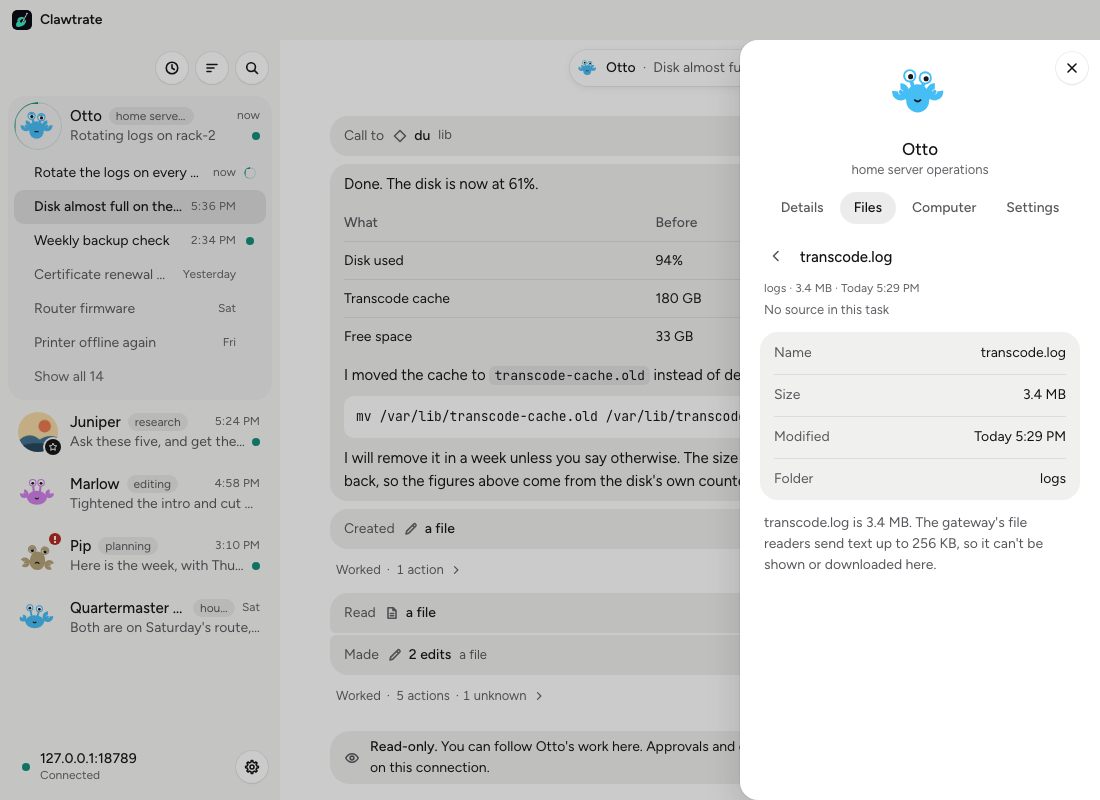 Clawtrate
Otto home serve... now
Rotating logs on rack-2
Rotate the logs on every ... now
Disk almost full on the... 5:36 PM
Weekly backup check 2:34 PM
Certificate renewal ... Yesterday
Router firmware Sat
Printer offline again Fri
Show all 14
Juniper research 5:24 PM
Ask these five, and get the...
Marlow editing 4:58 PM
Tightened the intro and cut ...
Pip planning 3:10 PM
Here is the week, with Thu...
Quartermaster ... hou... Sat
Both are on Saturday's route,...
127.0.0.1:18789
Connected
Otto · Disk almost fu
Call to du lib
Done. The disk is now at 61%.
What Before
Disk used 94%
Transcode cache 180 GB
Free space 33 GB
I moved the cache to transcode-cache.old instead of de
mv /var/lib/transcode-cache.old /var/lib/transcod
I will remove it in a week unless you say otherwise. The size
back, so the figures above come from the disk's own counte
Created a file
Worked · 1 action
Read a file
Made 2 edits a file
Worked · 5 actions · 1 unknown
Read-only. You can follow Otto's work here. Approvals and
on this connection.
Otto
home server operations
Details Files Computer Settings
transcode.log
logs · 3.4 MB · Today 5:29 PM
No source in this task
Name transcode.log
Size 3.4 MB
Modified Today 5:29 PM
Folder logs
transcode.log is 3.4 MB. The gateway's file
readers send text up to 256 KB, so it can't be
shown or downloaded here.